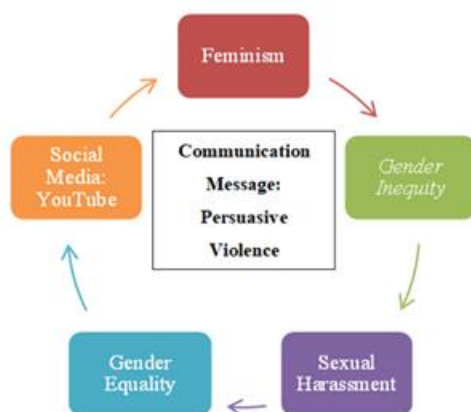 Feminism
Gender
Inequity
Sexual
Harassment
Gender
Equality
Social
Media:
YouTube
Communication
Message:
Persuasive
Violence